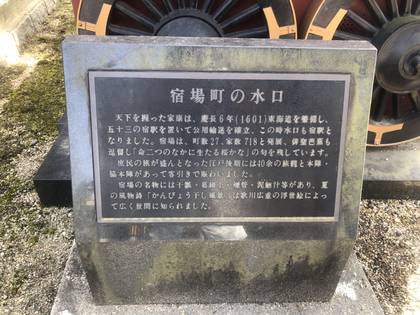 宿場町の水口
天下を握った家康は、慶長6年(1601)東海道を整備し、
五十三の宿駅を置いて公用輸送を確立、この時水口も宿駅と
なりました。宿場は、町数27、家数718と発展、俳聖芭蕉も
逗留し「命二つのなかに生たる桜かな」の句を残しています。
庶民の旅が盛んとなった江戸後期には40余の旅籠と本陣・
脇本陣があって客引きで賑わいました。
宿場の名物には干瓢・葛細工・煙管・泥鰌汁等があり、夏
の風物詩「かんぴょう干し風景」は歌川広重の浮世絵によっ
て広く世間に知られました。